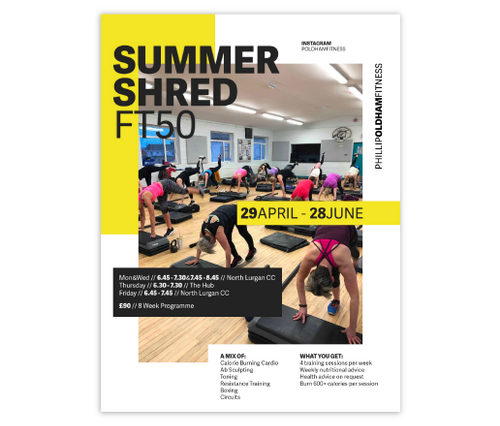 INSTAGRAM
POLDHAMFITNESS
SUMMER
SHRED
FT50
PHILLIPOLDHAMFITNESS
29APRIL - 28JUNE
Mon&Wed // 6.45 - 7.30&7.45 - 8.45 // North Lurgan CC
Thursday // 6.30 - 7.30 // The Hub
Friday // 6.45 - 7.45 // North Lurgan CC
£90 // 8 Week Programme
A MIX OF:
Calorie Burning Cardio
Ab Sculpting
Toning
Resistance Training
Boxing
Circuits
WHAT YOU GET:
4 training sessions per week
Weekly nutritional advice
Health advice on request
Burn 600+ calories per session